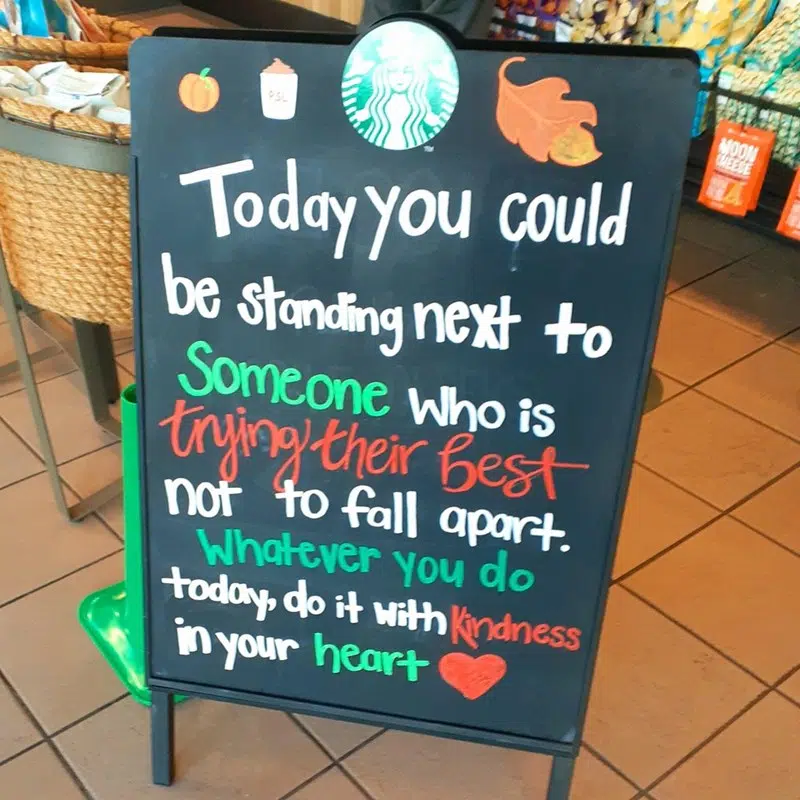 PSL
TM
Today you could
be standing next to
Someone who is
trying their best
not to fall apart.
Whatever you do
today, do it with Kindness
in your heart
MOON
CHEESE